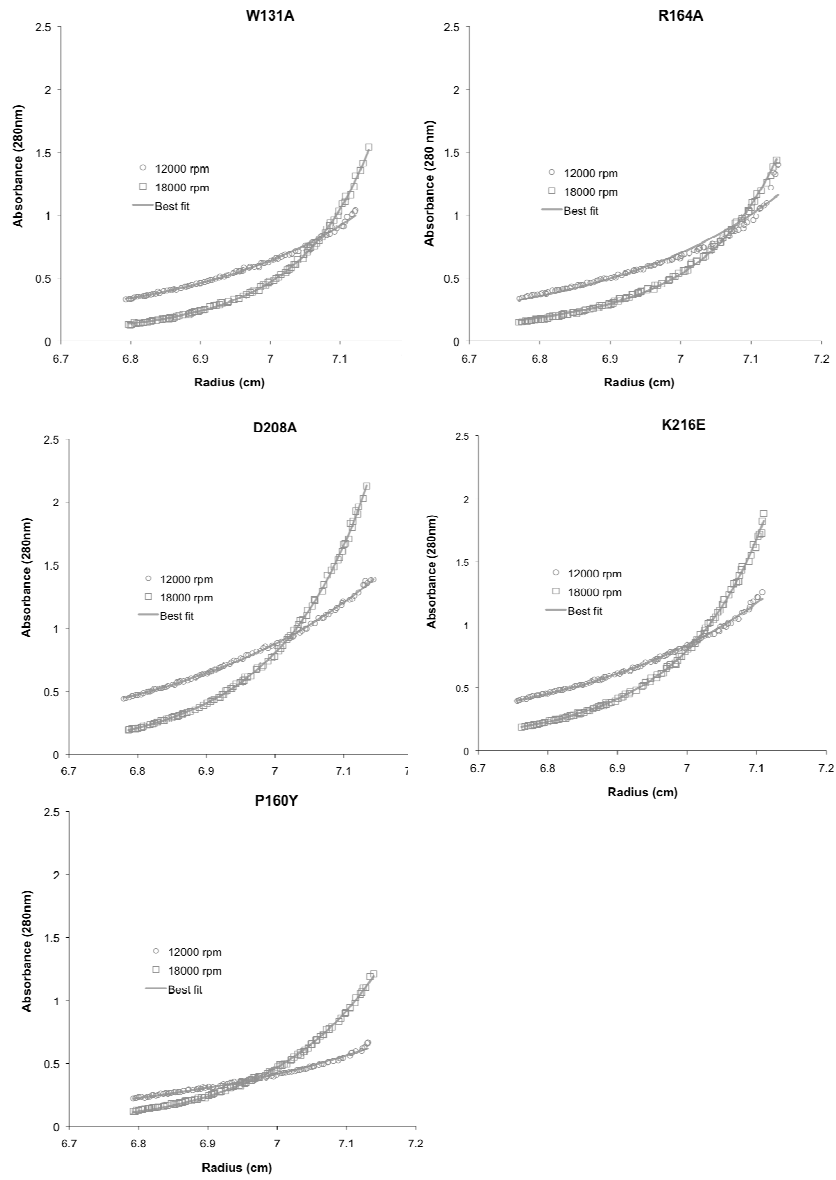 W131A
2.5
2
1.5
1
0.5
0
Absorbance (280nm)
12000 rpm
18000 rpm
Best fit
6.7 6.8 6.9 7 7.1
Radius (cm)
R164A
2.5
2
1.5
1
0.5
0
Absorbance (280 nm)
12000 rpm
18000 rpm
Best fit
6.7 6.8 6.9 7 7.1 7.2
Radius (cm)
D208A
2.5
2
1.5
1
0.5
0
Absorbance (280nm)
12000 rpm
18000 rpm
Best fit
6.7 6.8 6.9 7 7.1
K216E
2.5
2
1.5
1
0.5
0
Absorbance (280nm)
12000 rpm
18000 rpm
Best fit
6.7 6.8 6.9 7 7.1 7.2
Radius (cm)
P160Y
2.5
2
1.5
1
0.5
0
Absorbance (280nm)
12000 rpm
18000 rpm
Best fit
6.7 6.8 6.9 7 7.1 7.2
Radius (cm)